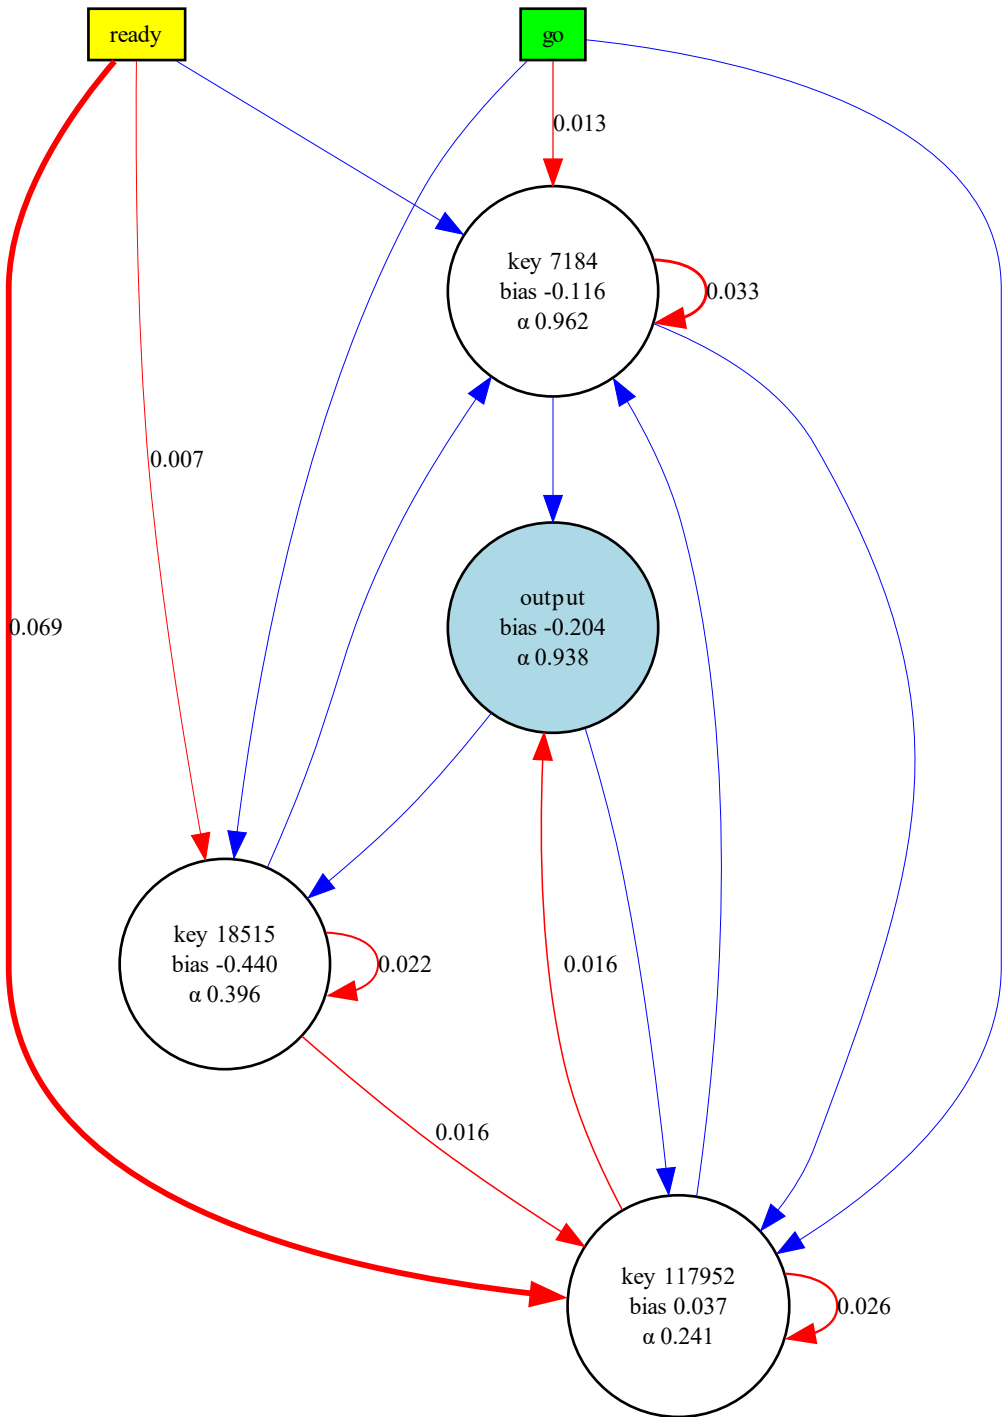 ready
go
0.013
key 7184
bias -0.116
α 0.962
0.033
0.007
output
bias -0.204
α 0.938
0.069
key 18515
bias -0.440
α 0.396
0.022
0.016
0.016
key 117952
bias 0.037
α 0.241
0.026